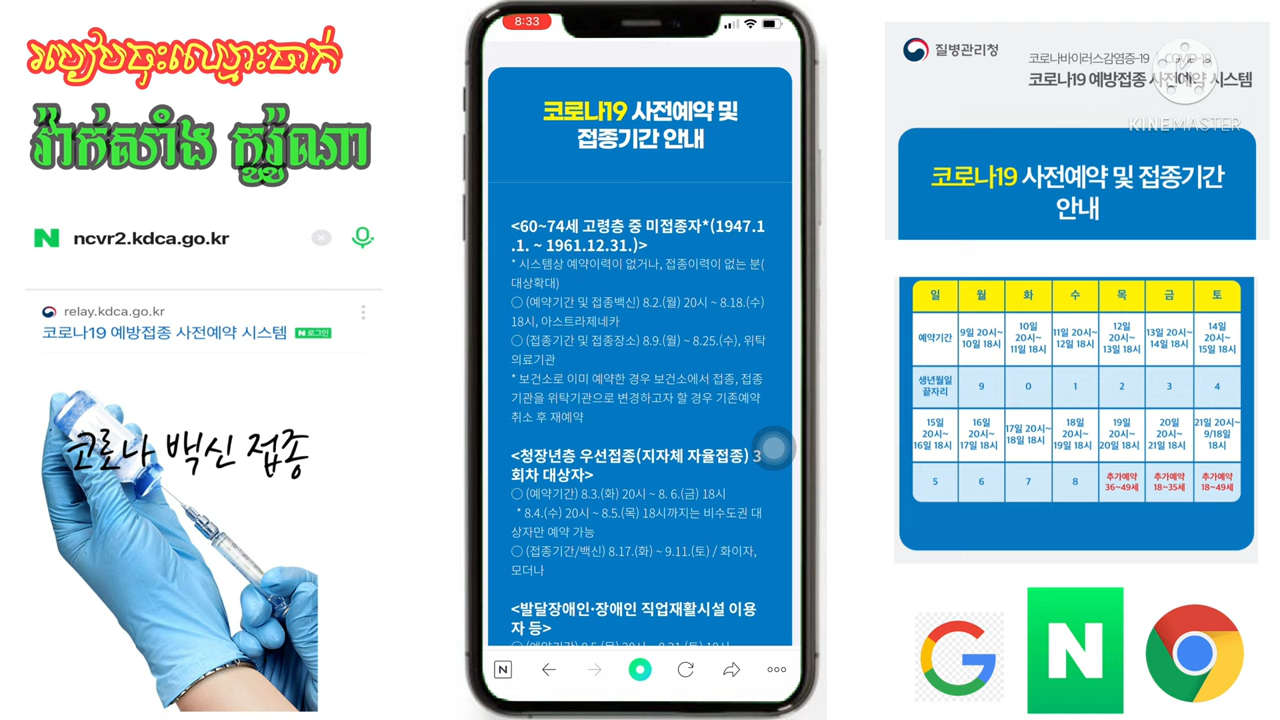 របៀបចុះឈ្មោះចាក់
វ៉ាក់សាំង កូរ៉ូណា
N ncvr2.kdca.go.kr
relay.kdca.go.kr
코로나19 예방접종 사전예약 시스템 N 로그인
코로나 백신 접종
8:33
코로나19 사전예약 및
접종기간 안내
<60~74세 고령층 중 미접종자*(1947.1
.1. ~ 1961.12.31.)>
* 시스템상 예약이력이 없거나, 접종이력이 없는 분(
대상확대)
○ (예약기간 및 접종백신) 8.2.(월) 20시 ~ 8.18.(수)
18시, 아스트라제네카
○ (접종기간 및 접종장소) 8.9.(월) ~ 8.25.(수), 위탁
의료기관
* 보건소로 이미 예약한 경우 보건소에서 접종, 접종
기관을 위탁기관으로 변경하고자 할 경우 기존예약
취소 후 재예약
<청장년층 우선접종(지자체 자율접종) 3
회차 대상자>
○ (예약기간) 8.3.(화) 20시 ~ 8. 6.(금) 18시
* 8.4.(수) 20시 ~ 8.5.(목) 18시까지는 비수도권 대
상자만 예약 가능
○ (접종기간/백신) 8.17.(화) ~ 9.11.(토) / 화이자,
모더나
<발달장애인·장애인 직업재활시설 이용
자 등>
N
질병관리청
코로나바이러스감염증-19 COVID-19
코로나19 예방접종 사전예약 시스템
KINEMASTER
코로나19 사전예약 및 접종기간
안내
일 월 화 수 목 금 토
예약기간 9일 20시~ 10일 18시 10일 20시~ 11일 18시 11일 20시~ 12일 18시 12일 20시~ 13일 18시 13일 20시~ 14일 18시 14일 20시~ 15일 18시
생년월일 끝자리 9 0 1 2 3 4
15일 20시~ 16일 18시 16일 20시~ 17일 18시 17일 20시~ 18일 18시 18일 20시~ 19일 18시 19일 20시~ 20일 18시 20일 20시~ 21일 18시 21일 20시~ 9/18일 18시
5 6 7 8 추가예약 36~49세 추가예약 18~35세 추가예약 18~49세
G N